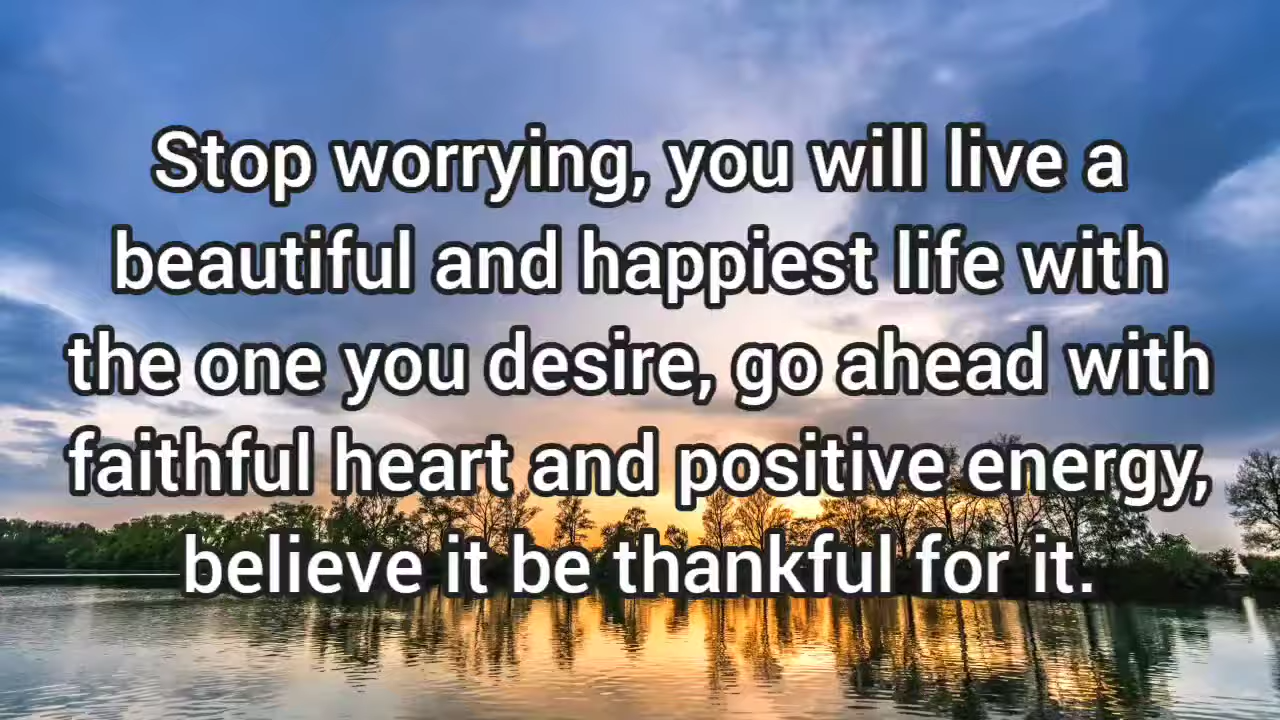 Stop worrying, you will live a
beautiful and happiest life with
the one you desire, go ahead with
faithful heart and positive energy,
believe it be thankful for it.